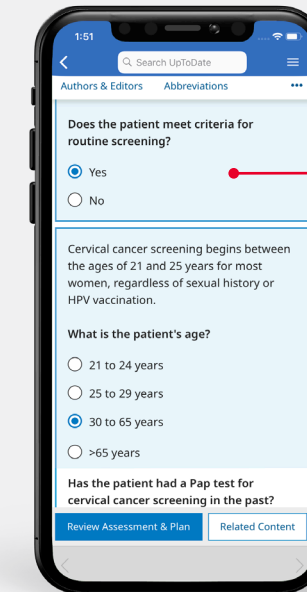 1:51
Search UpToDate
Authors & Editors Abbreviations
Does the patient meet criteria for
routine screening?
Yes
No
Cervical cancer screening begins between
the ages of 21 and 25 years for most
women, regardless of sexual history or
HPV vaccination.
What is the patient's age?
21 to 24 years
25 to 29 years
30 to 65 years
>65 years
Has the patient had a Pap test for
cervical cancer screening in the past?
Review Assessment & Plan Related Content